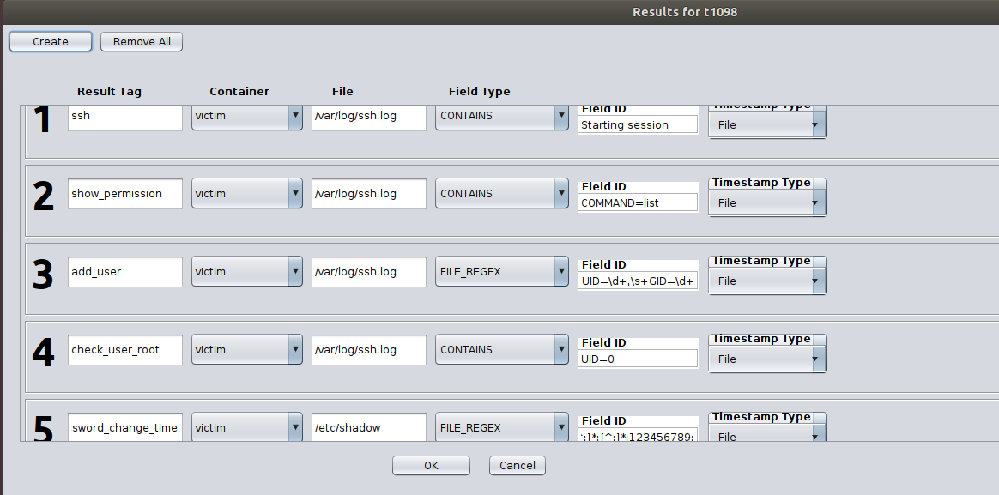 Results for t1098
Create Remove All
Result Tag Container File Field Type
1 ssh victim /var/log/ssh.log CONTAINS Field ID Starting session Timestamp Type File
2 show_permission victim /var/log/ssh.log CONTAINS Field ID COMMAND=list Timestamp Type File
3 add_user victim /var/log/ssh.log FILE_REGEX Field ID UID=\d+,\s+GID=\d+ Timestamp Type File
4 check_user_root victim /var/log/ssh.log CONTAINS Field ID UID=0 Timestamp Type File
5 sword_change_time victim /etc/shadow FILE_REGEX Field ID Timestamp Type File
OK Cancel